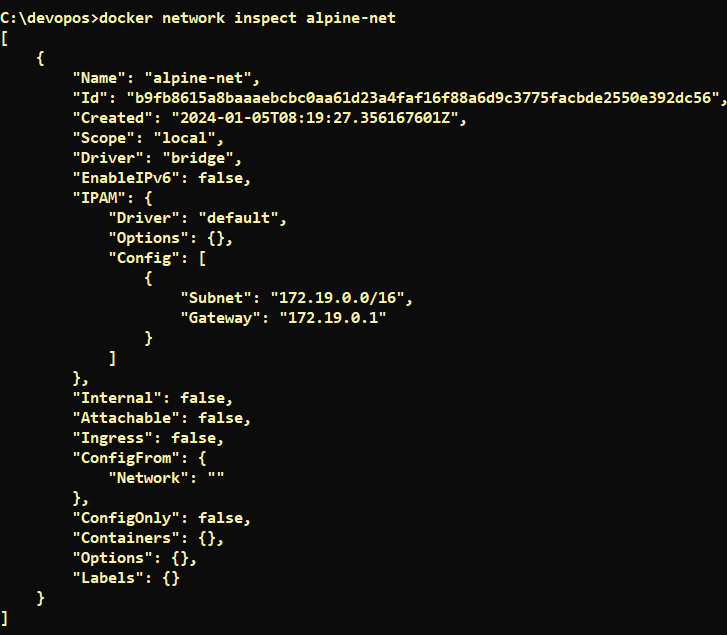 C:\devopos>docker network inspect alpine-net
[
    {
        "Name": "alpine-net",
        "Id": "b9fb8615a8baaaebcbc0aa61d23a4faf16f88a6d9c3775facbde2550e392dc56",
        "Created": "2024-01-05T08:19:27.356167601Z",
        "Scope": "local",
        "Driver": "bridge",
        "EnableIPv6": false,
        "IPAM": {
            "Driver": "default",
            "Options": {},
            "Config": [
                {
                    "Subnet": "172.19.0.0/16",
                    "Gateway": "172.19.0.1"
                }
            ]
        },
        "Internal": false,
        "Attachable": false,
        "Ingress": false,
        "ConfigFrom": {
            "Network": ""
        },
        "ConfigOnly": false,
        "Containers": {},
        "Options": {},
        "Labels": {}
    }
]